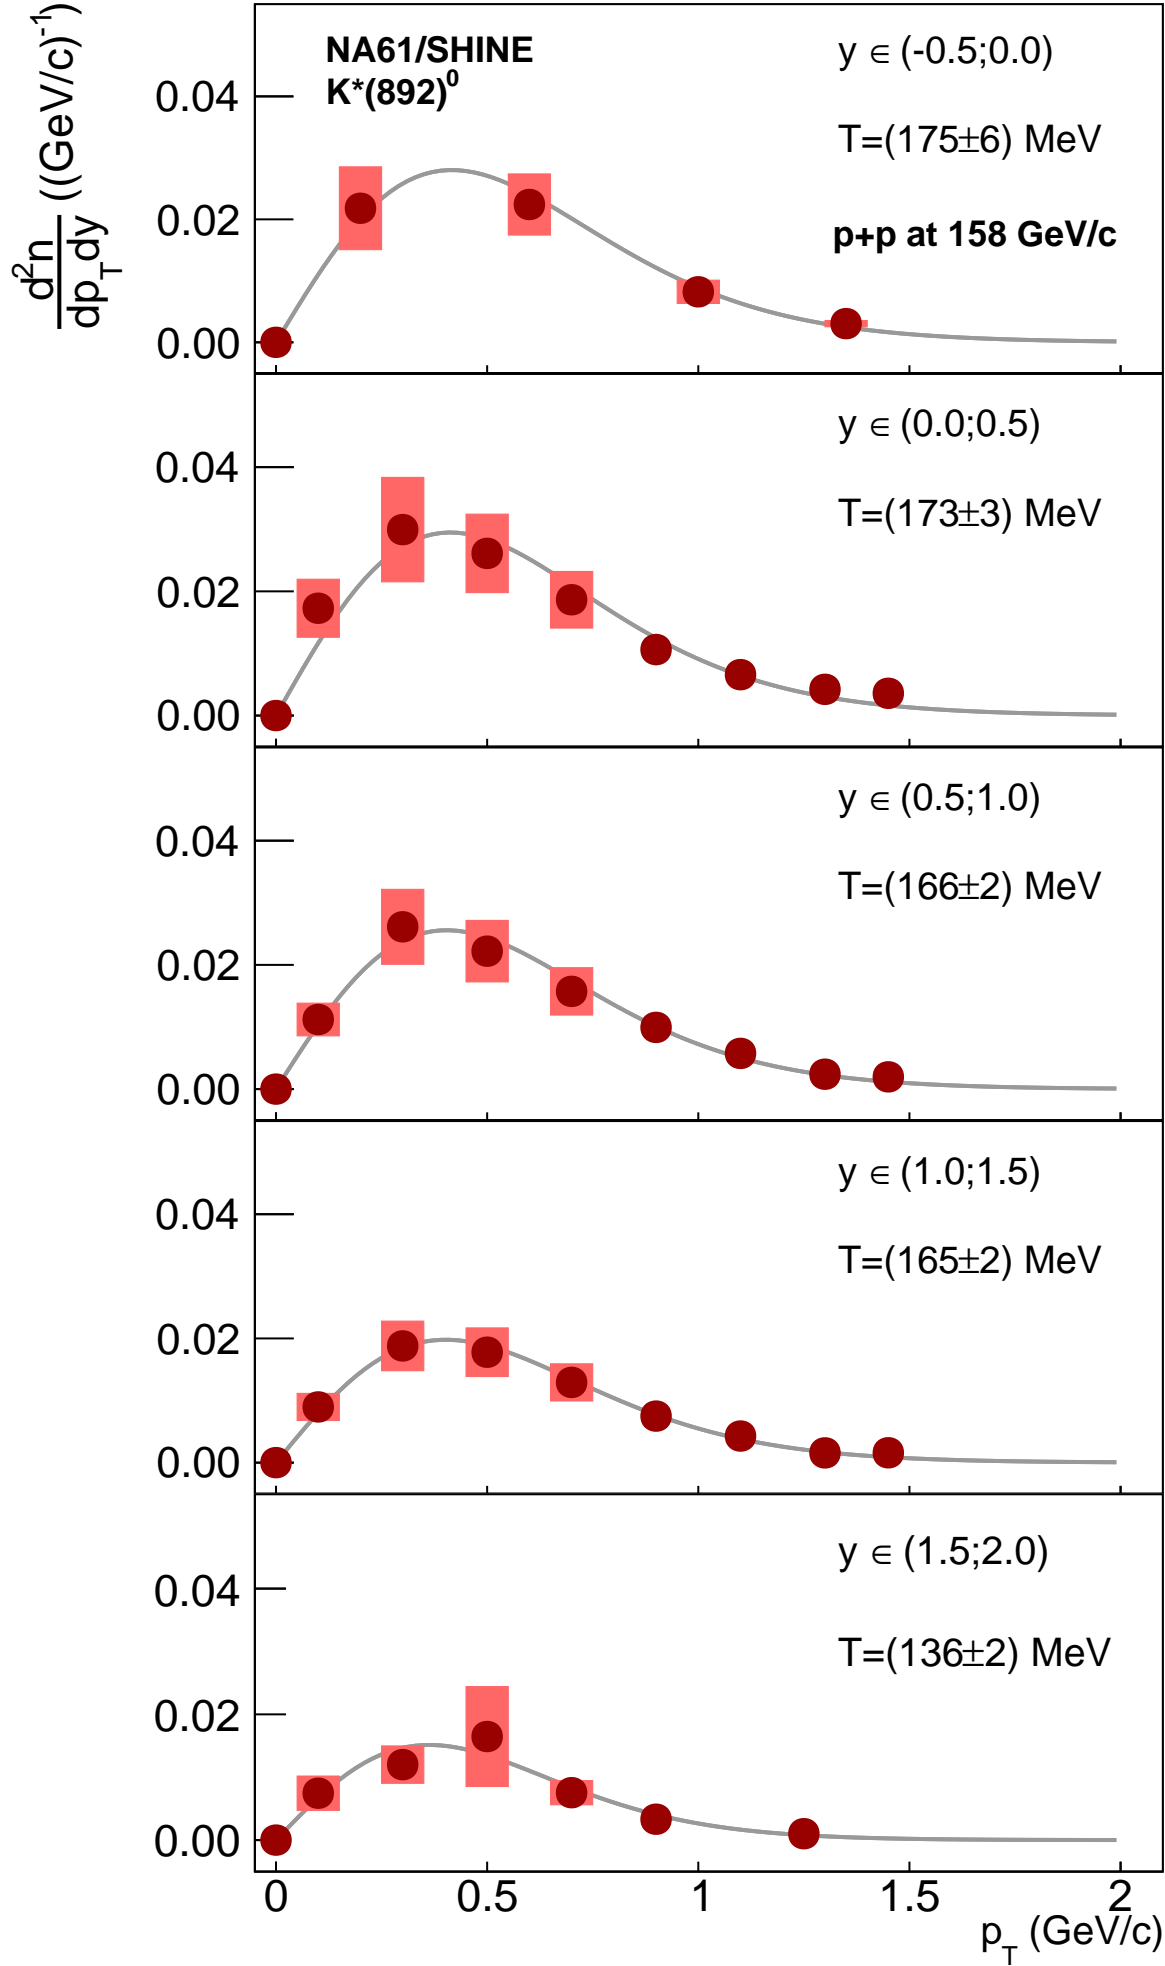 d²n
dp_T dy ((GeV/c)⁻¹)
NA61/SHINE
K*(892)⁰
y ∈ (-0.5;0.0)
T=(175±6) MeV
p+p at 158 GeV/c
0.04
0.02
0.00
y ∈ (0.0;0.5)
T=(173±3) MeV
0.04
0.02
0.00
y ∈ (0.5;1.0)
T=(166±2) MeV
0.04
0.02
0.00
y ∈ (1.0;1.5)
T=(165±2) MeV
0.04
0.02
0.00
y ∈ (1.5;2.0)
T=(136±2) MeV
0.04
0.02
0.00
0 0.5 1 1.5 2
p_T (GeV/c)